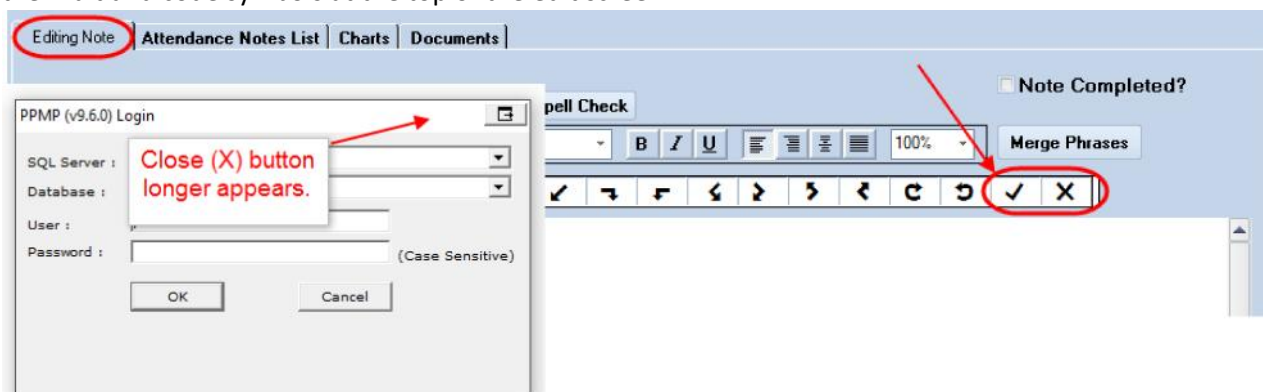 Editing Note Attendance Notes List Charts Documents
Note Completed?
pell Check
B I U 100% Merge Phrases
PPMP (v9.6.0) Login
SQL Server :
Database :
User :
Password : (Case Sensitive)
OK Cancel
Close (X) button
longer appears.